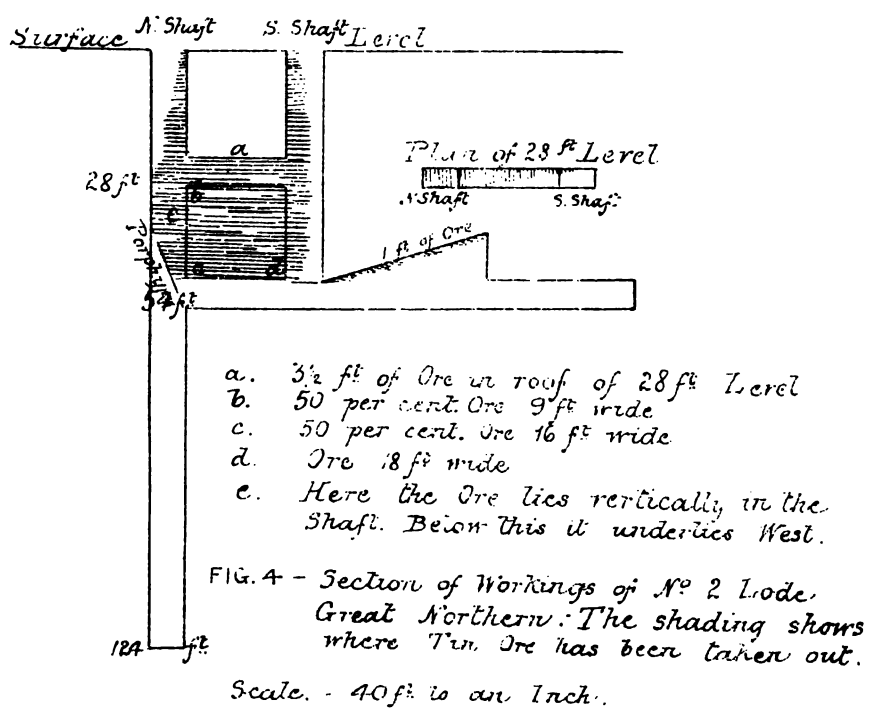 N. Shaft S. Shaft
Surface Level
a
Plan of 28 ft Level
28 ft
b
N Shaft S. Shaft
c
Porphyry
1 ft of Ore
d
54 ft
a. 3½ ft of Ore in roof of 28 ft Level
b. 50 per cent. Ore 9 ft wide
c. 50 per cent. Ore 16 ft wide
d. Ore 18 ft wide
e. Here the Ore lies vertically in the
Shaft. Below this it underlies West.
FIG. 4 - Section of Workings of No 2 Lode,
Great Northern: The shading shows
where Tin Ore has been taken out.
124 ft
Scale. - 40 ft to an Inch.